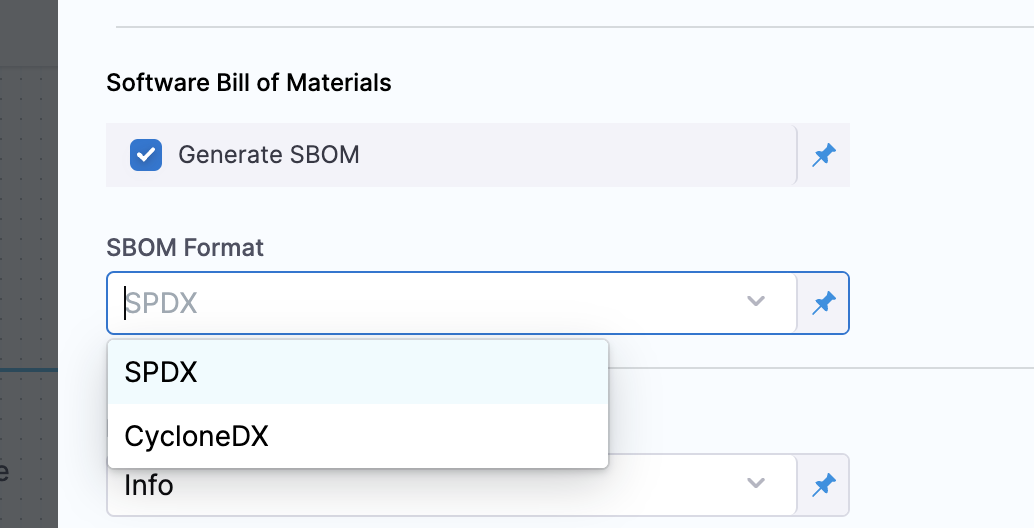 Software Bill of Materials
Generate SBOM
SBOM Format
SPDX
SPDX
CycloneDX
Info